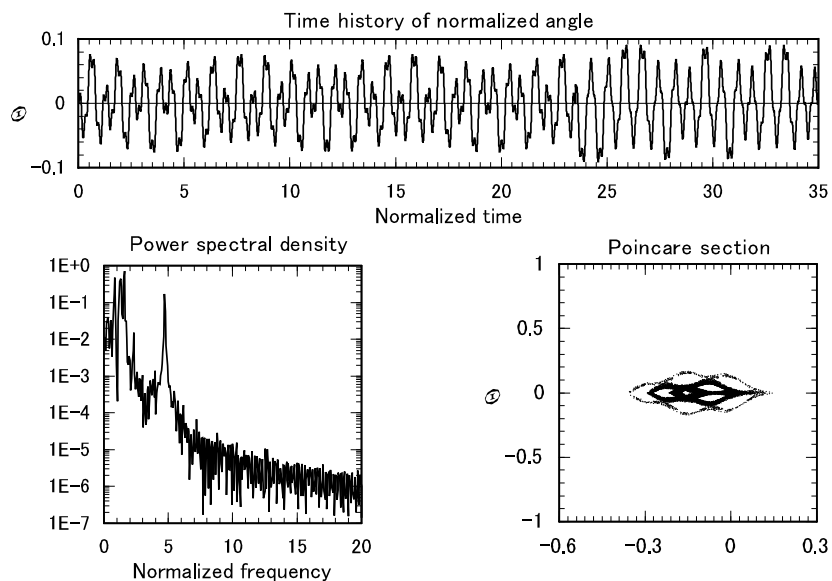 Time history of normalized angle
0.1
0
-0.1
Θ
0 5 10 15 20 25 30 35
Normalized time
Power spectral density
1E+0
1E-1
1E-2
1E-3
1E-4
1E-5
1E-6
1E-7
0 5 10 15 20
Normalized frequency
Poincare section
1
0.5
0
-0.5
-1
Θ
-0.6 -0.3 0 0.3